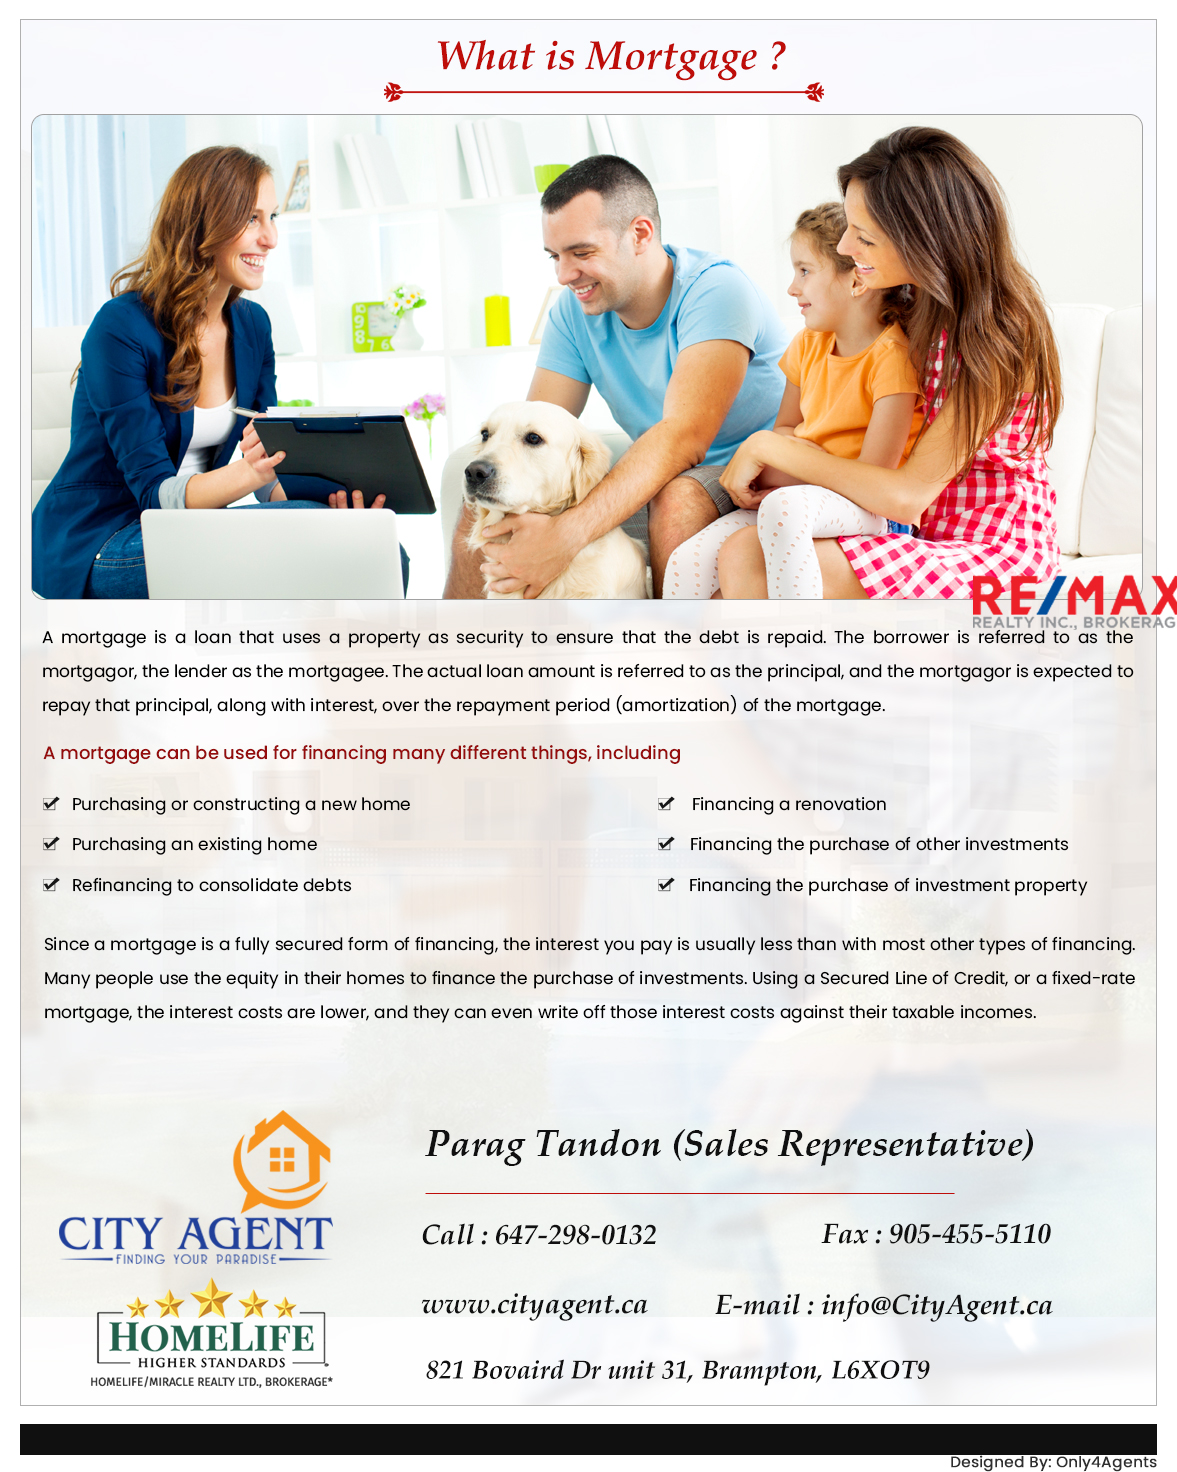 What is Mortgage ?
RE/MAX
REALTY INC., BROKERAG
A mortgage is a loan that uses a property as security to ensure that the debt is repaid. The borrower is referred to as the
mortgagor, the lender as the mortgagee. The actual loan amount is referred to as the principal, and the mortgagor is expected to
repay that principal, along with interest, over the repayment period (amortization) of the mortgage.
A mortgage can be used for financing many different things, including
Purchasing or constructing a new home
Financing a renovation
Purchasing an existing home
Financing the purchase of other investments
Refinancing to consolidate debts
Financing the purchase of investment property
Since a mortgage is a fully secured form of financing, the interest you pay is usually less than with most other types of financing.
Many people use the equity in their homes to finance the purchase of investments. Using a Secured Line of Credit, or a fixed-rate
mortgage, the interest costs are lower, and they can even write off those interest costs against their taxable incomes.
CITY AGENT
FINDING YOUR PARADISE
HOMELIFE
HIGHER STANDARDS
HOMELIFE/MIRACLE REALTY LTD., BROKERAGE*
Parag Tandon (Sales Representative)
Call : 647-298-0132
Fax : 905-455-5110
www.cityagent.ca
E-mail : info@CityAgent.ca
821 Bovaird Dr unit 31, Brampton, L6XOT9
Designed By: Only4Agents